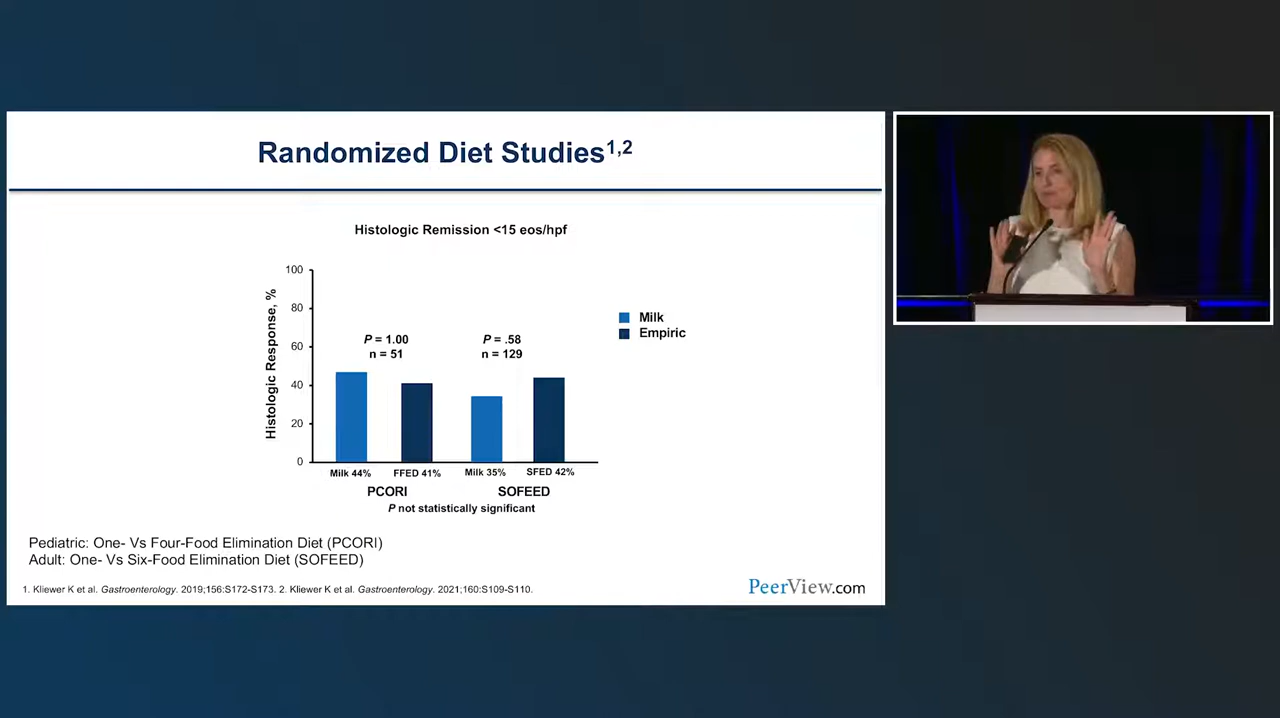 Randomized Diet Studies1,2
Histologic Remission <15 eos/hpf
Histologic Response, %
100
80
60
40
20
0
P = 1.00
n = 51
P = .58
n = 129
Milk
Empiric
Milk 44%
FFED 41%
Milk 35%
SFED 42%
PCORI
SOFEED
P not statistically significant
Pediatric: One- Vs Four-Food Elimination Diet (PCORI)
Adult: One- Vs Six-Food Elimination Diet (SOFEED)
1. Kliewer K et al. Gastroenterology. 2019;156:S172-S173. 2. Kliewer K et al. Gastroenterology. 2021;160:S109-S110.
PeerView.com